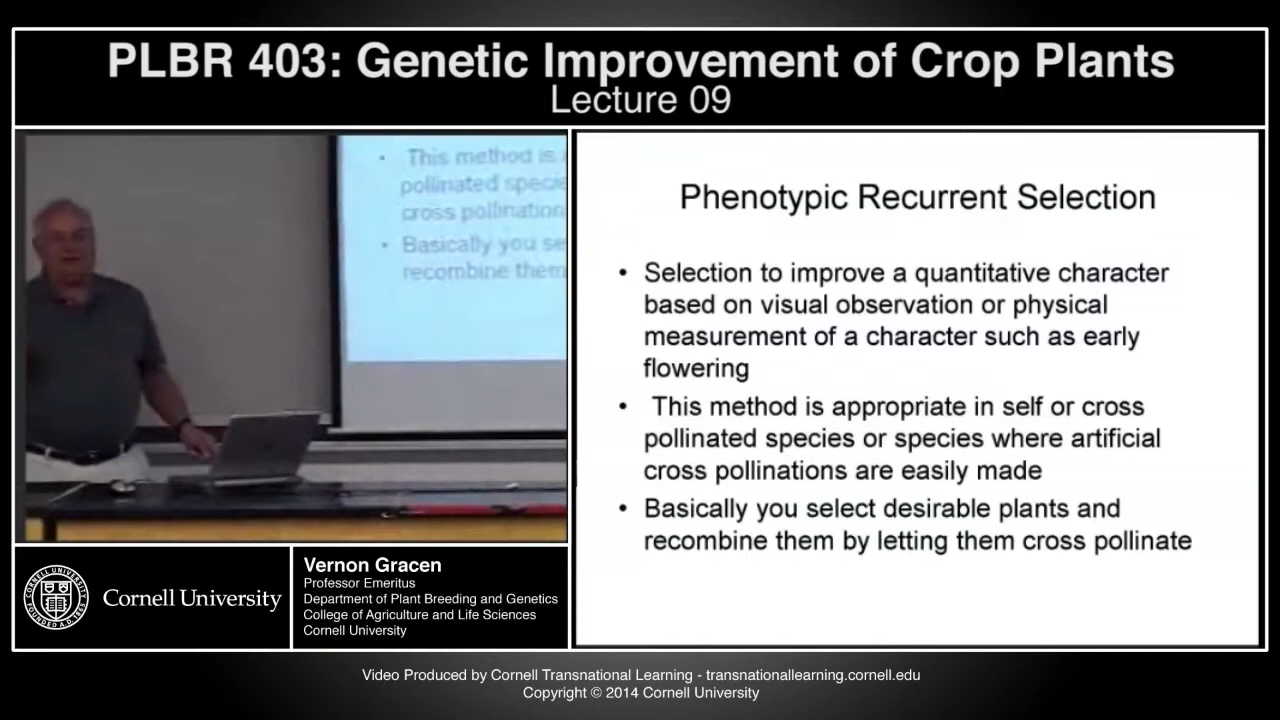 PLBR 403: Genetic Improvement of Crop Plants
Lecture 09
This method is
pollinated specie
cross pollination
Basically you se
recombine them
Phenotypic Recurrent Selection
• Selection to improve a quantitative character
based on visual observation or physical
measurement of a character such as early
flowering
• This method is appropriate in self or cross
pollinated species or species where artificial
cross pollinations are easily made
• Basically you select desirable plants and
recombine them by letting them cross pollinate
Cornell University
Vernon Gracen
Professor Emeritus
Department of Plant Breeding and Genetics
College of Agriculture and Life Sciences
Cornell University
Video Produced by Cornell Transnational Learning - transnationallearning.cornell.edu
Copyright © 2014 Cornell University